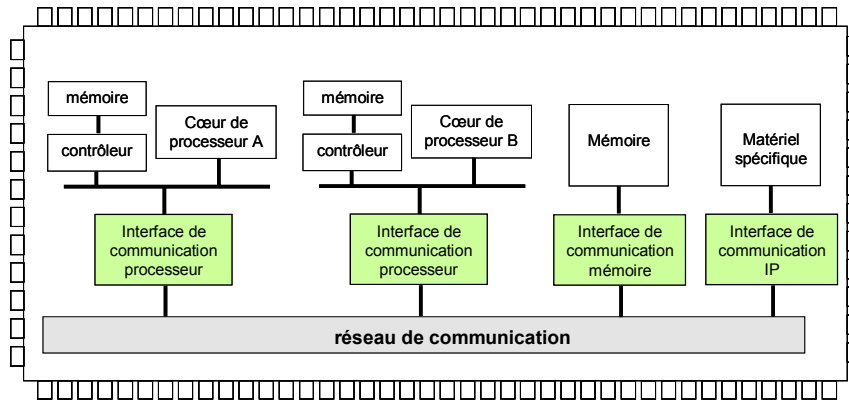 mémoire
Cœur de
processeur A
contrôleur
mémoire
Cœur de
processeur B
contrôleur
Mémoire
Matériel
spécifique
Interface de
communication
processeur
Interface de
communication
processeur
Interface de
communication
mémoire
Interface de
communication
IP
réseau de communication